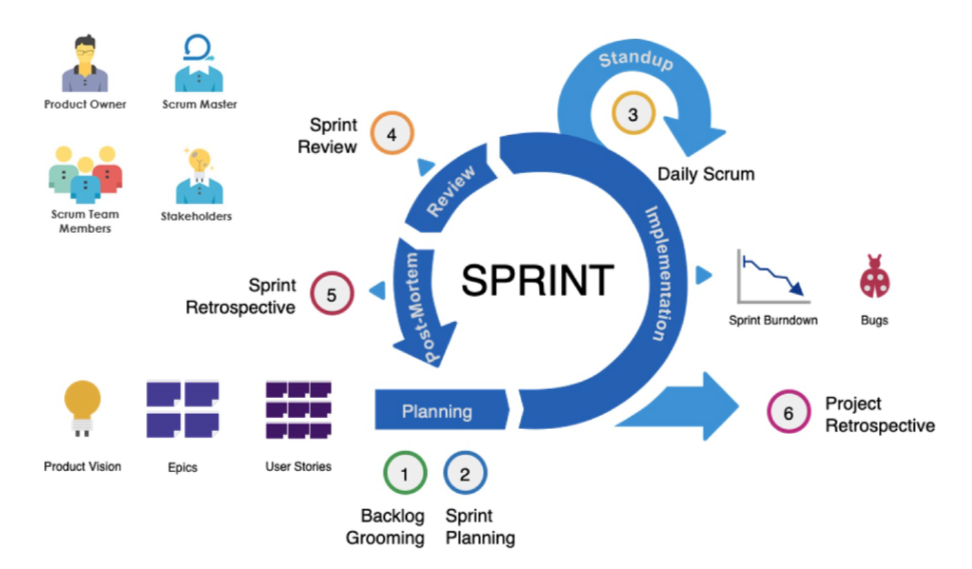 Product Owner
Scrum Master
Scrum Team
Members
Stakeholders
Standup
3
Daily Scrum
Sprint
Review
4
Review
Implementation
SPRINT
Post-Mortem
Sprint
Retrospective
5
Sprint Burndown
Bugs
Product Vision
Epics
User Stories
Planning
1
Backlog
Grooming
2
Sprint
Planning
6
Project
Retrospective